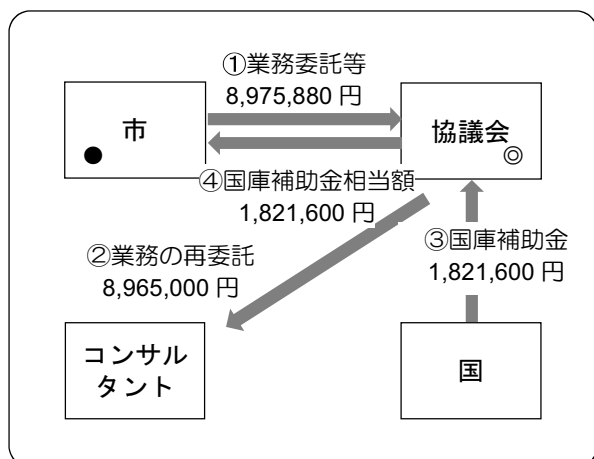 ①業務委託等
8,975,880 円
市
●
協議会
◎
④国庫補助金相当額
1,821,600 円
②業務の再委託
8,965,000 円
③国庫補助金
1,821,600 円
コンサル
タント
国